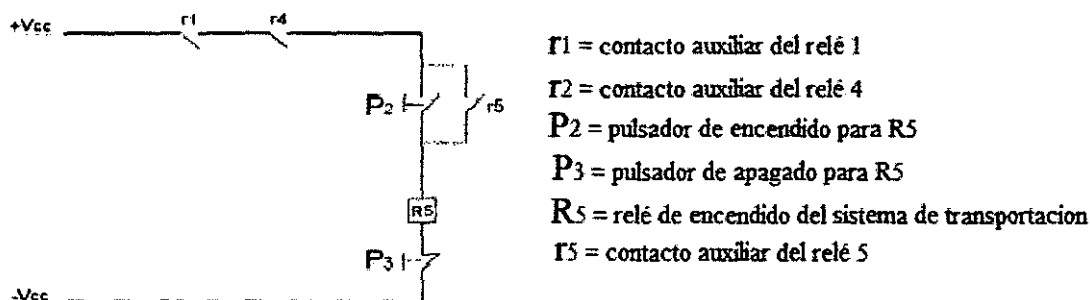 +Vcc
r1
r4
P2
r5
R5
P3
-Vcc
r1 = contacto auxiliar del relé 1
r2 = contacto auxiliar del relé 4
P2 = pulsador de encendido para R5
P3 = pulsador de apagado para R5
R5 = relé de encendido del sistema de transportacion
r5 = contacto auxiliar del relé 5